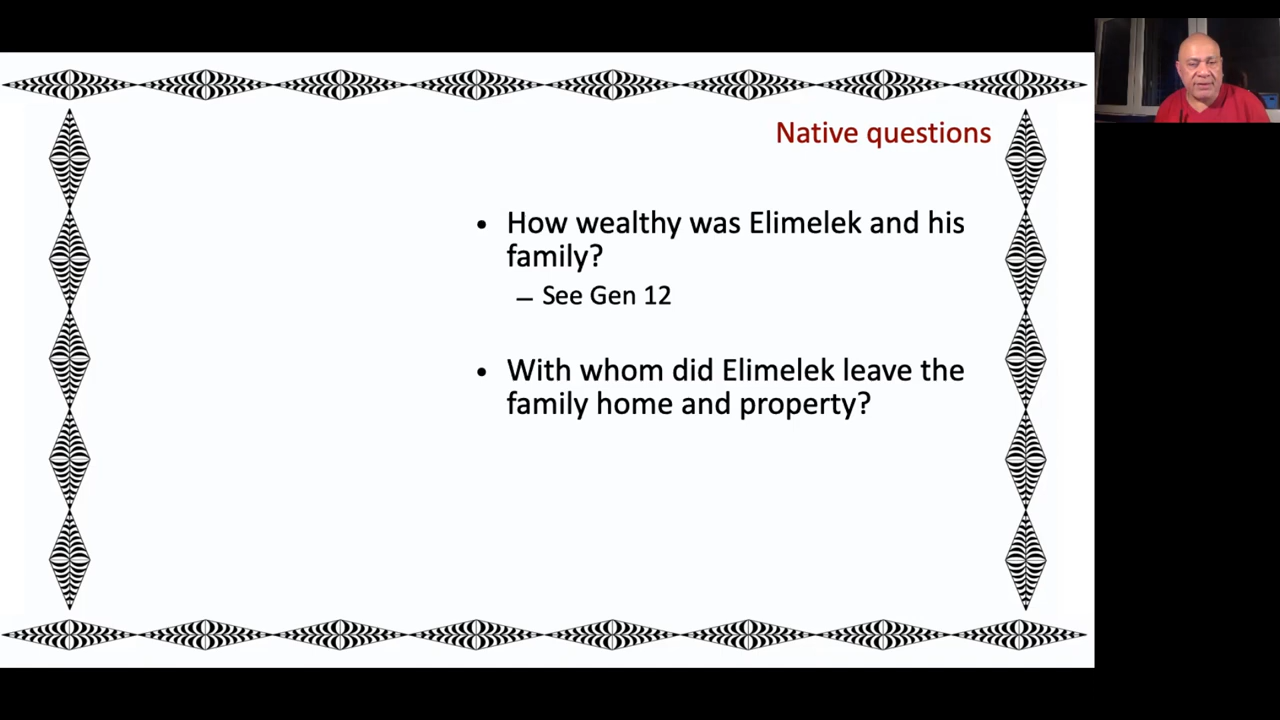 Native questions
• How wealthy was Elimelek and his
family?
– See Gen 12
• With whom did Elimelek leave the
family home and property?